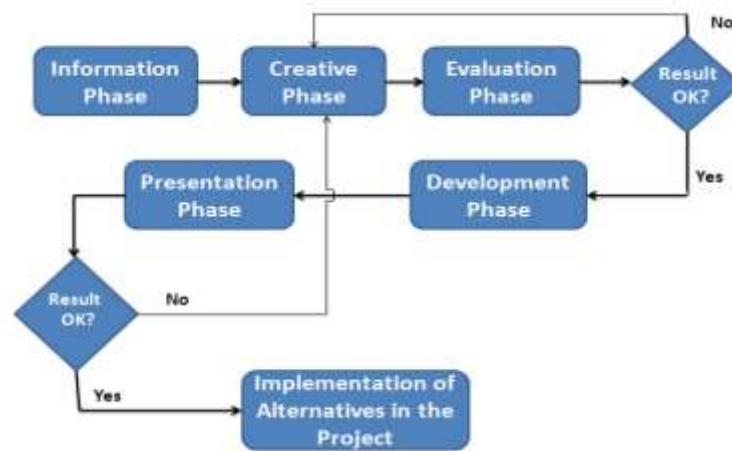 No
Information
Phase
Creative
Phase
Evaluation
Phase
Result
OK?
Yes
Presentation
Phase
Development
Phase
Result
OK?
No
Yes
Implementation of
Alternatives in the
Project